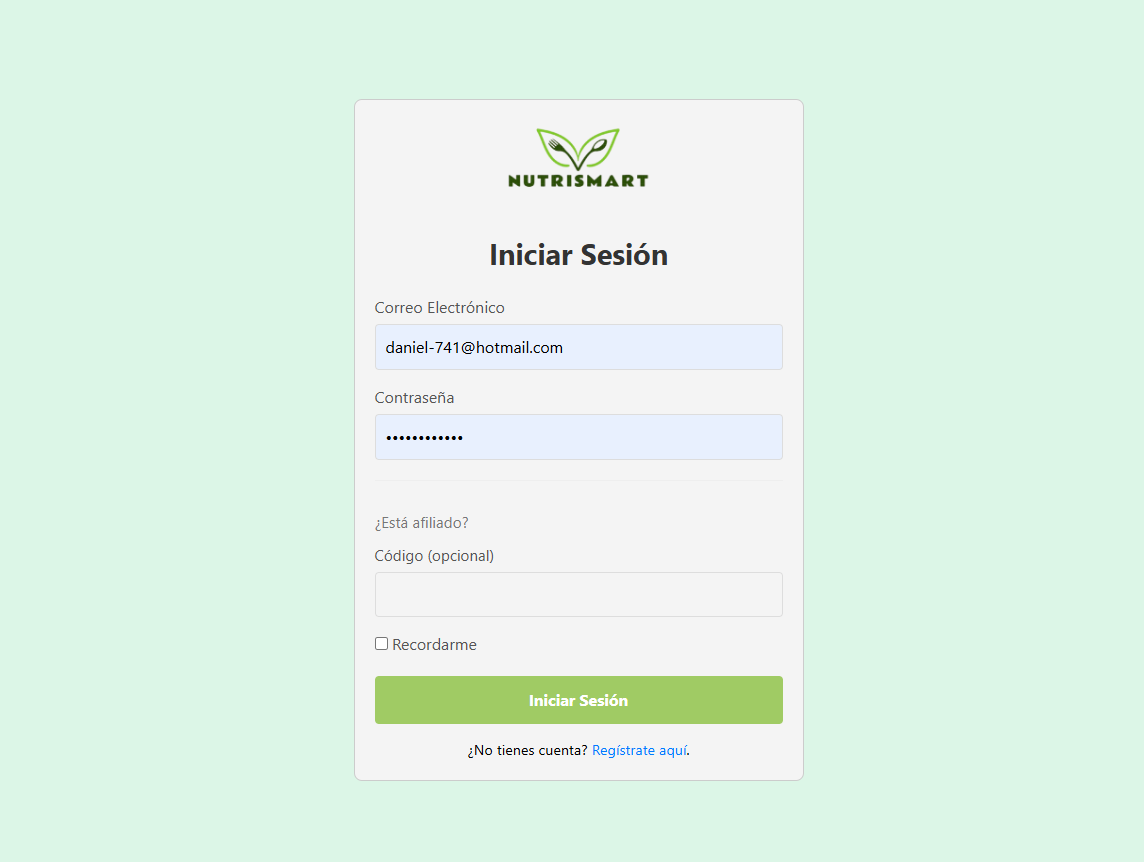 NUTRISMART
Iniciar Sesión
Correo Electrónico
daniel-741@hotmail.com
Contraseña
••••••••••••
¿Está afiliado?
Código (opcional)
Recordarme
Iniciar Sesión
¿No tienes cuenta? Regístrate aquí.